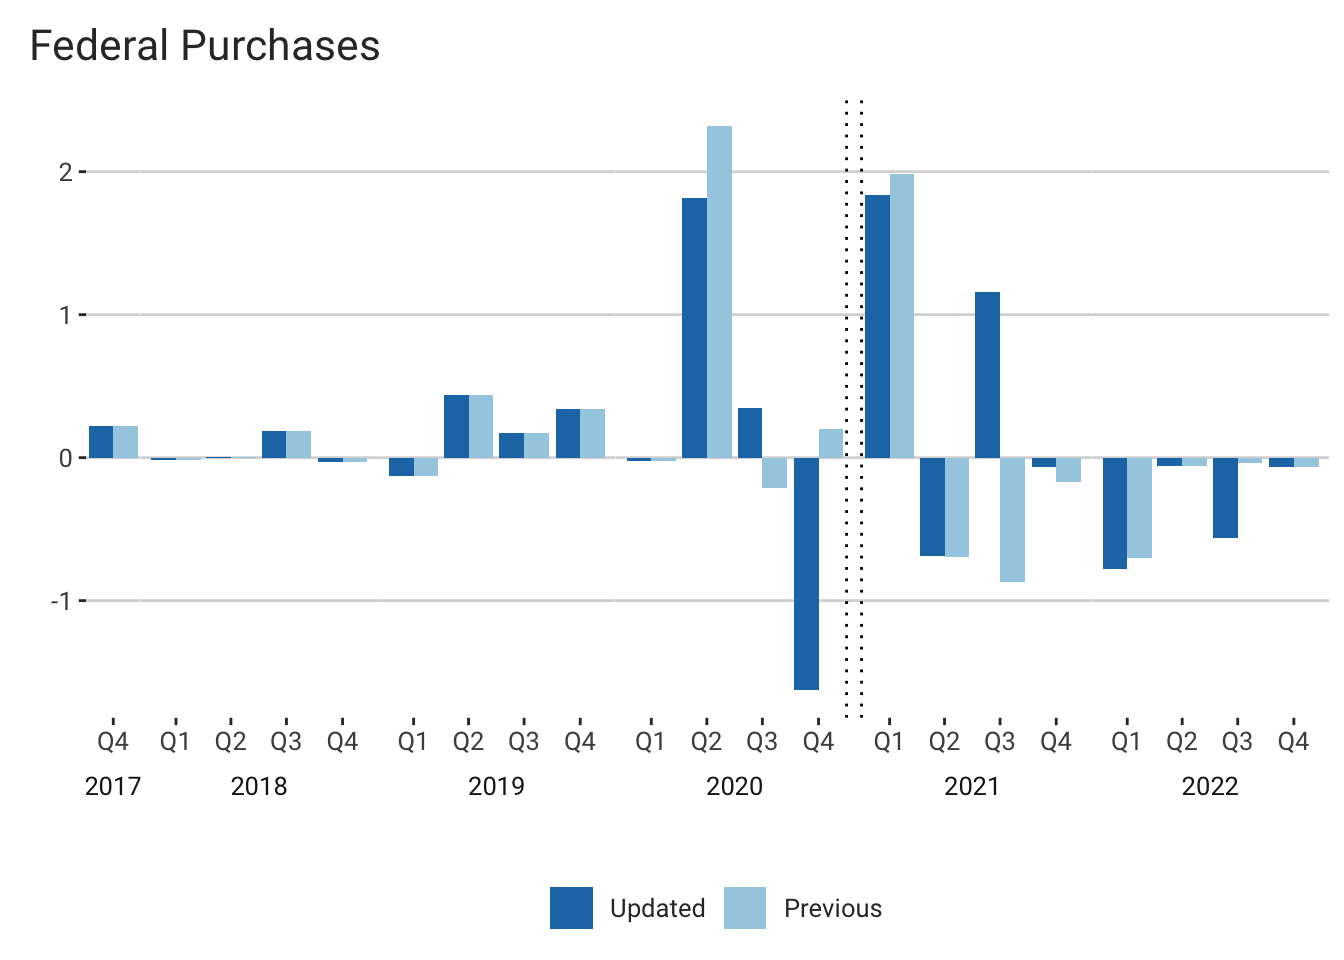 Federal Purchases
2
1
0
-1
Q4 Q1 Q2 Q3 Q4 Q1 Q2 Q3 Q4 Q1 Q2 Q3 Q4 Q1 Q2 Q3 Q4 Q1 Q2 Q3 Q4
2017 2018 2019 2020 2021 2022
Updated Previous